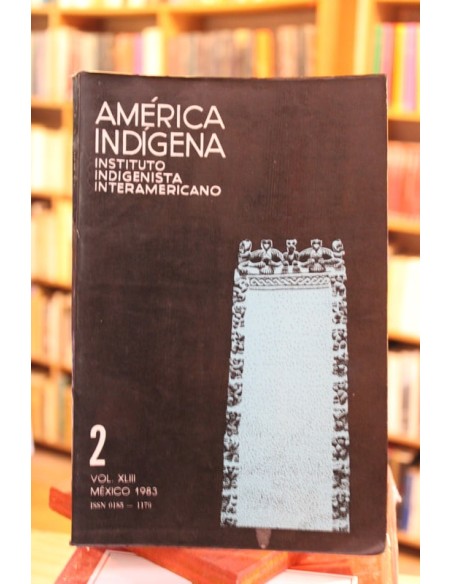 AMÉRICA
INDÍGENA
INSTITUTO
INDIGENISTA
INTERAMERICANO
2
VOL. XLIII
MÉXICO 1983
ISSN 0185 — 1179